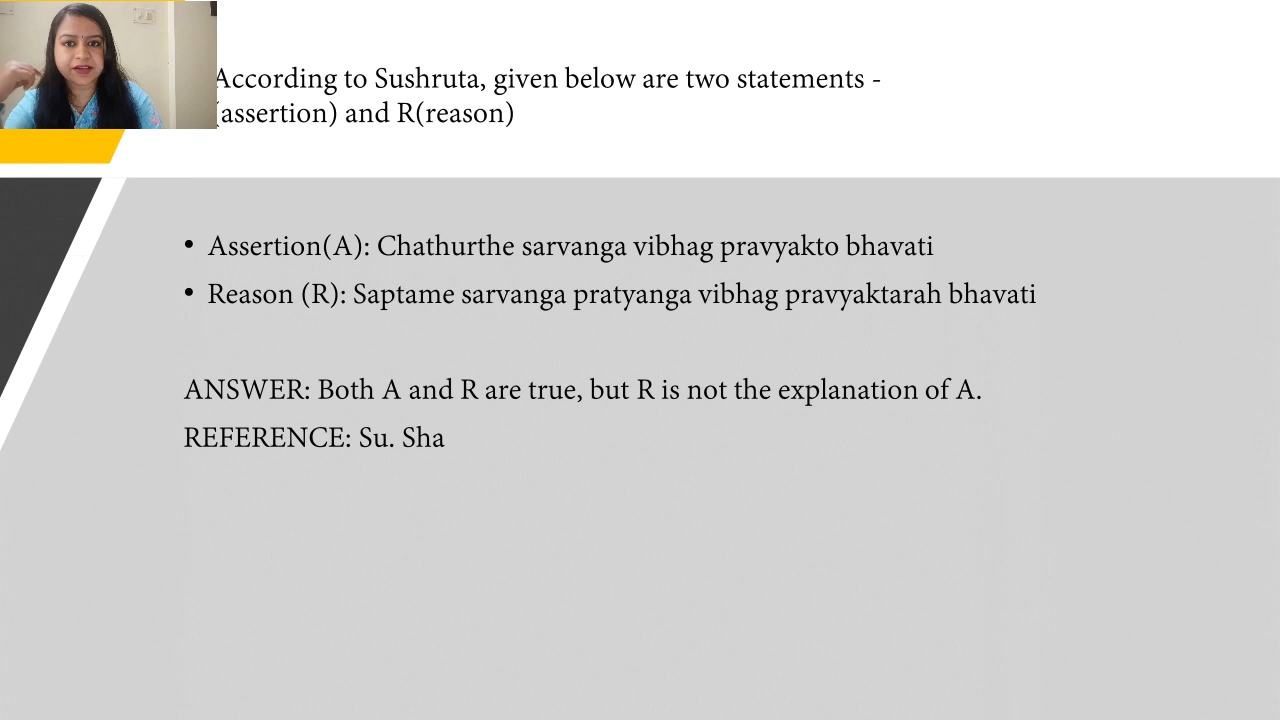 According to Sushruta, given below are two statements -
(assertion) and R(reason)
• Assertion(A): Chathurthe sarvanga vibhag pravyakto bhavati
• Reason (R): Saptame sarvanga pratyanga vibhag pravyaktarah bhavati
ANSWER: Both A and R are true, but R is not the explanation of A.
REFERENCE: Su. Sha